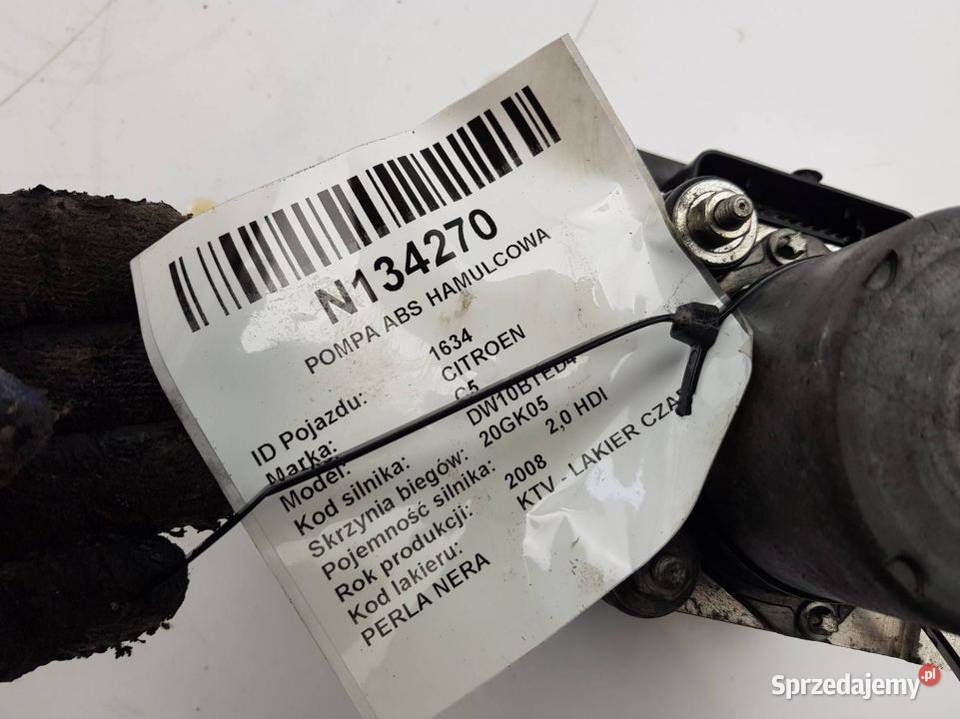 N134270
POMPA ABS HAMULCOWA
ID Pojazdu: 1634
Marka: CITROEN
Model: C5
Kod silnika: DW10BTED4
Skrzynia biegów: 20GK05
Pojemność silnika: 2,0 HDI
Rok produkcji: 2008
Kod lakieru: KTV - LAKIER
PERLA NERA
Sprzedajemy.pl